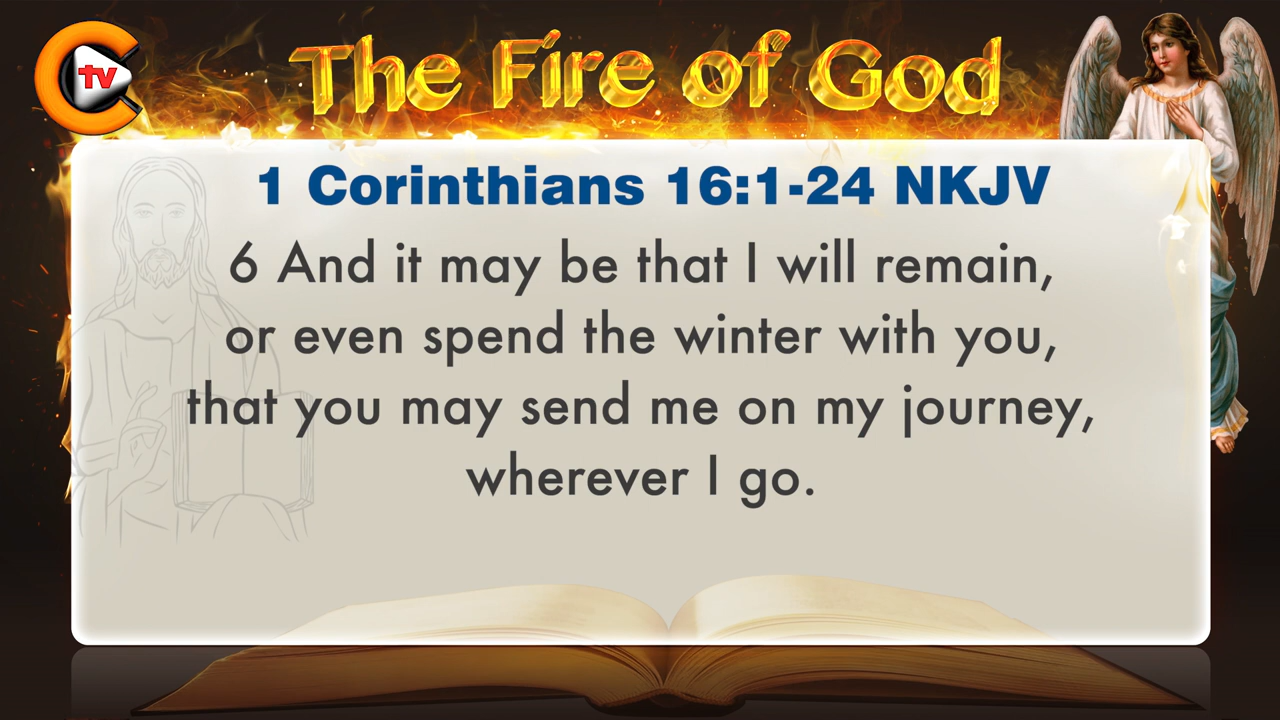 tv
The Fire of God
1 Corinthians 16:1-24 NKJV
6 And it may be that I will remain,
or even spend the winter with you,
that you may send me on my journey,
wherever I go.